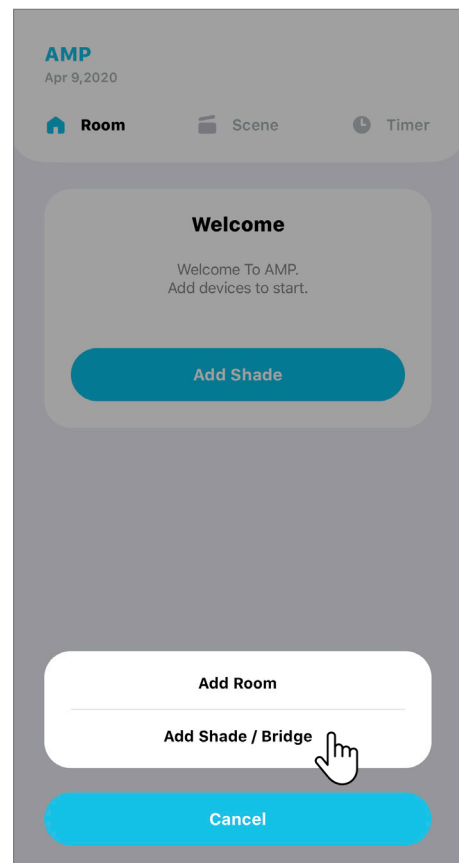 AMP
Apr 9,2020
Room
Scene
Timer
Welcome
Welcome To AMP.
Add devices to start.
Add Shade
Add Room
Add Shade / Bridge
Cancel